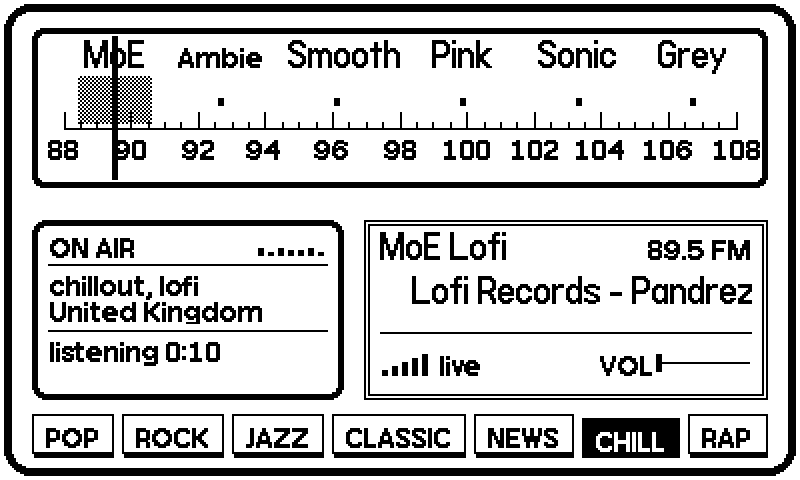 MoE Ambie Smooth Pink Sonic Grey
88 90 92 94 96 98 100 102 104 106 108
ON AIR
chillout, lofi
United Kingdom
listening 0:10
MoE Lofi 89.5 FM
Lofi Records - Pandrez
live VOL
POP ROCK JAZZ CLASSIC NEWS CHILL RAP